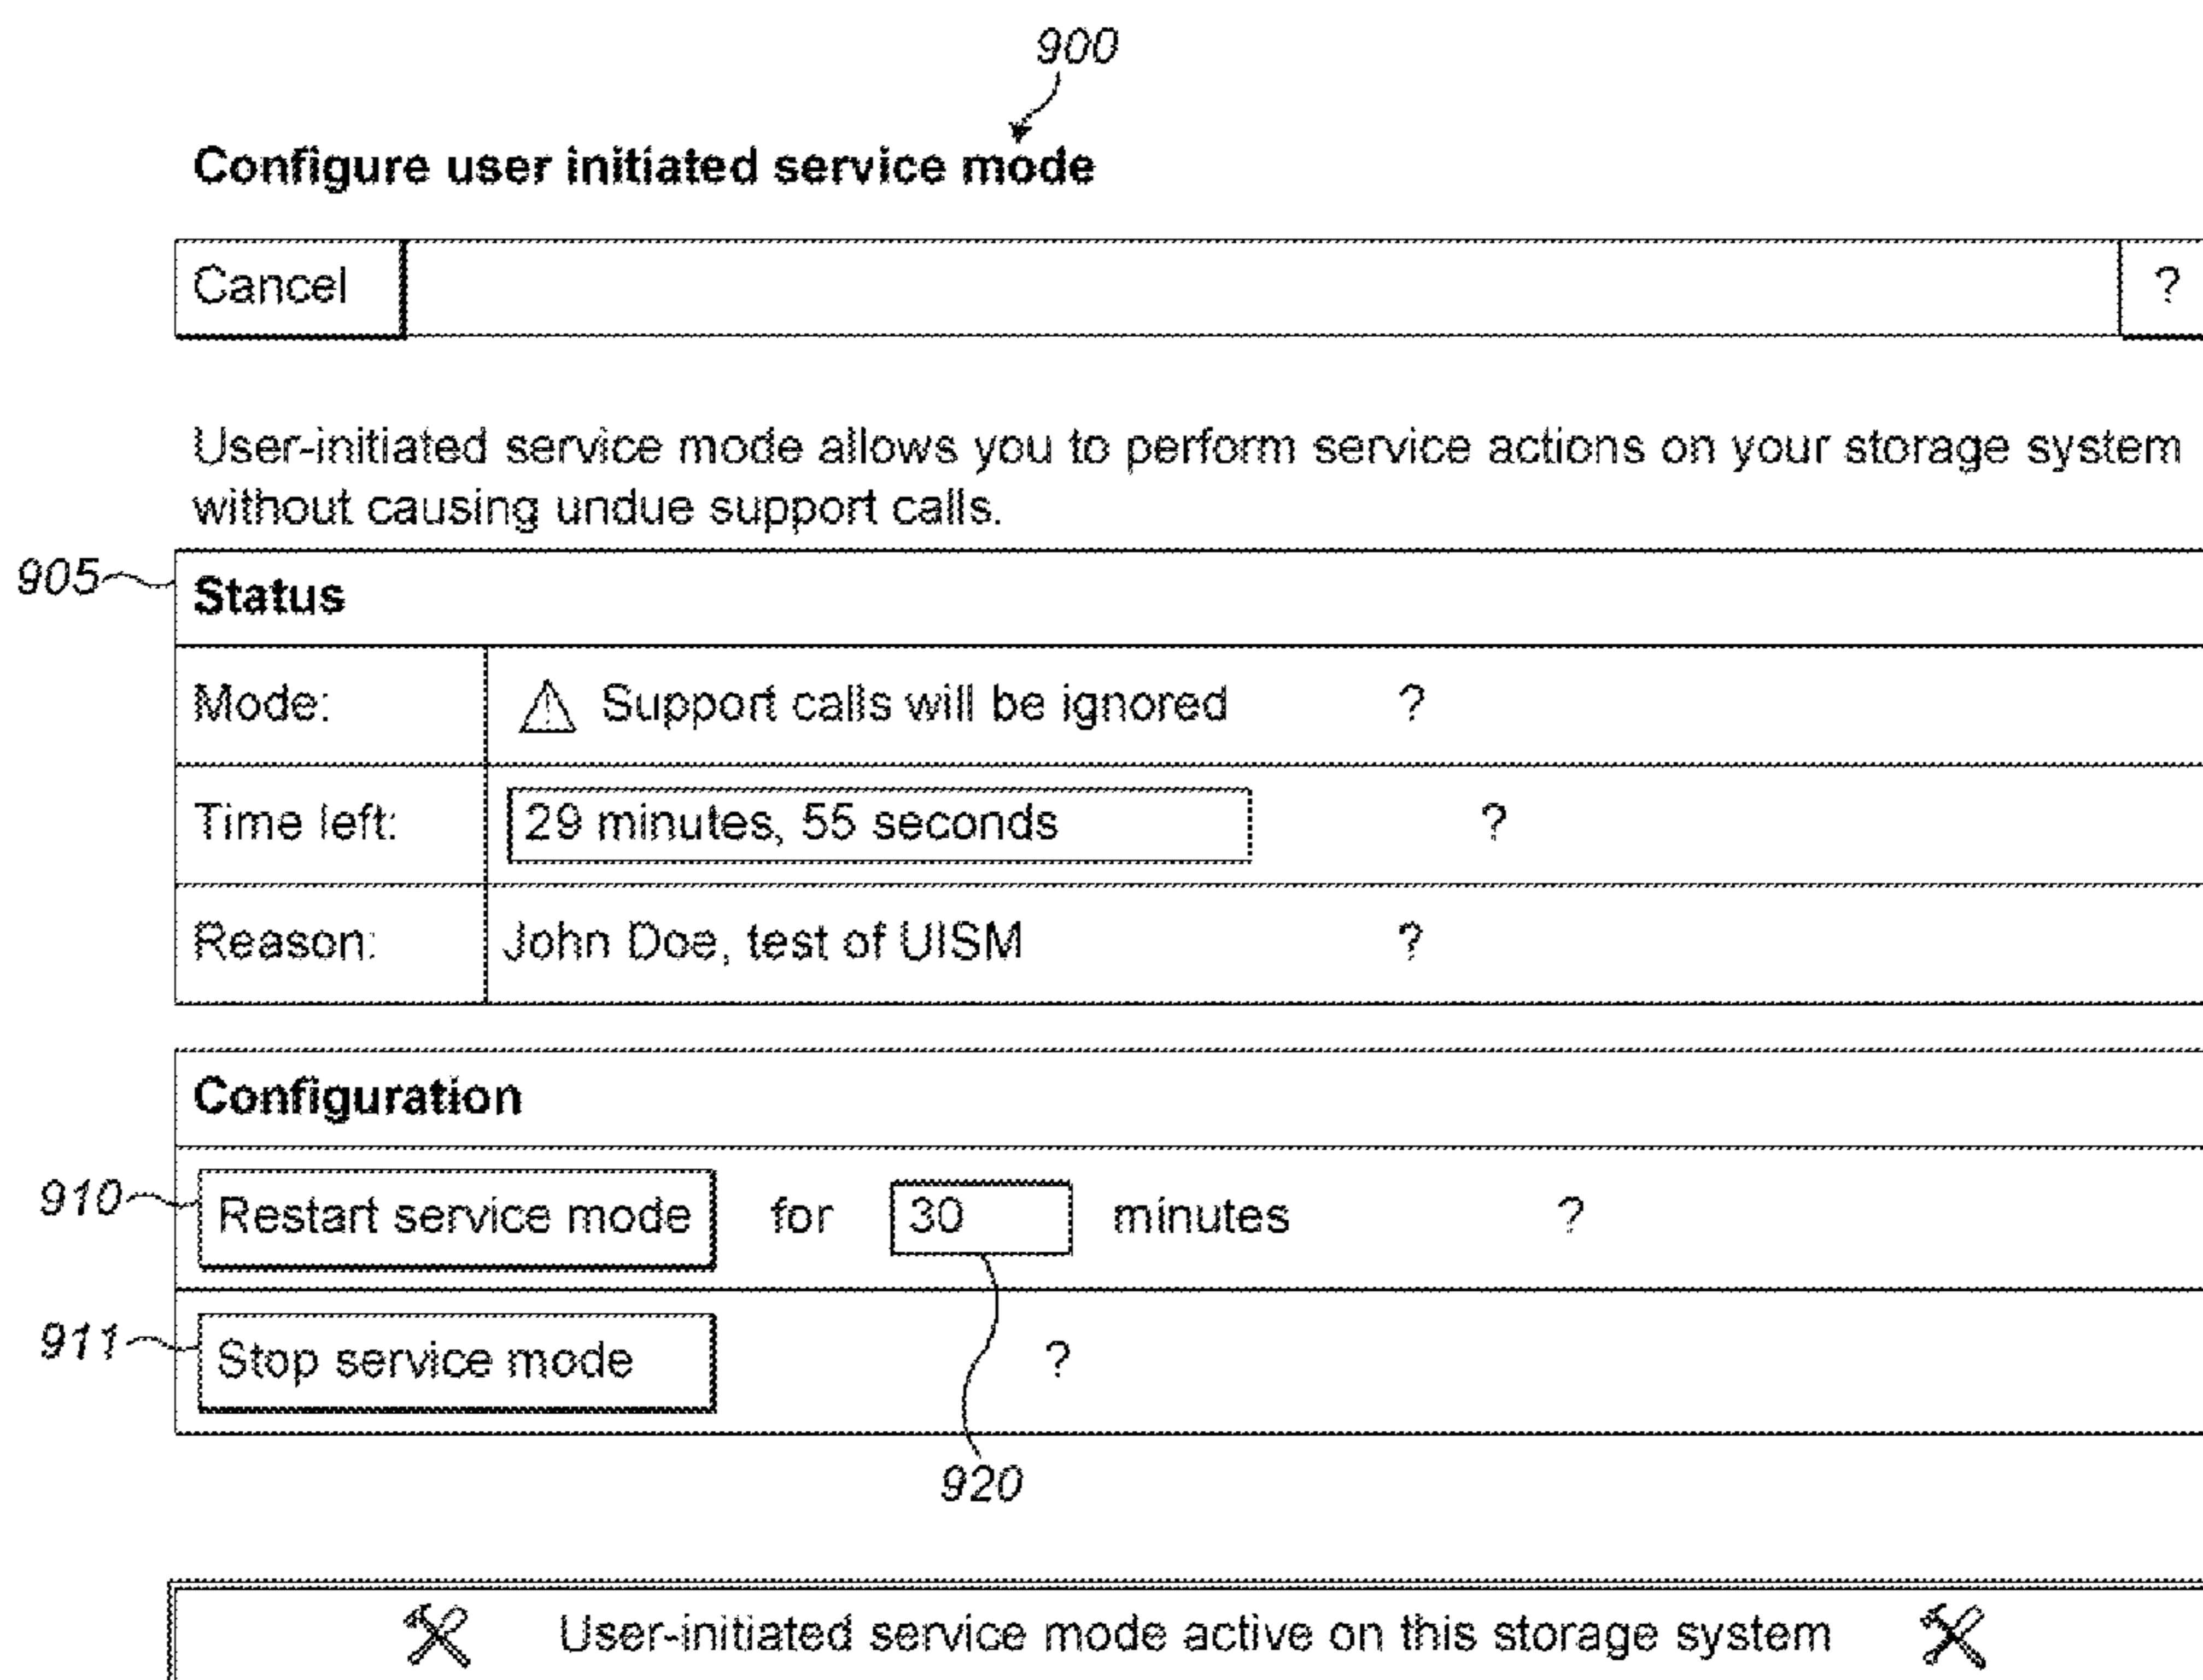 900
Configure user initiated service mode
Cancel ?
User-initiated service mode allows you to perform service actions on your storage system
without causing undue support calls.
905 Status
Mode: Support calls will be ignored ?
Time left: 29 minutes, 55 seconds ?
Reason: John Doe, test of UISM ?
Configuration
910 Restart service mode for 30 minutes ?
911 Stop service mode ?
920
User-initiated service mode active on this storage system